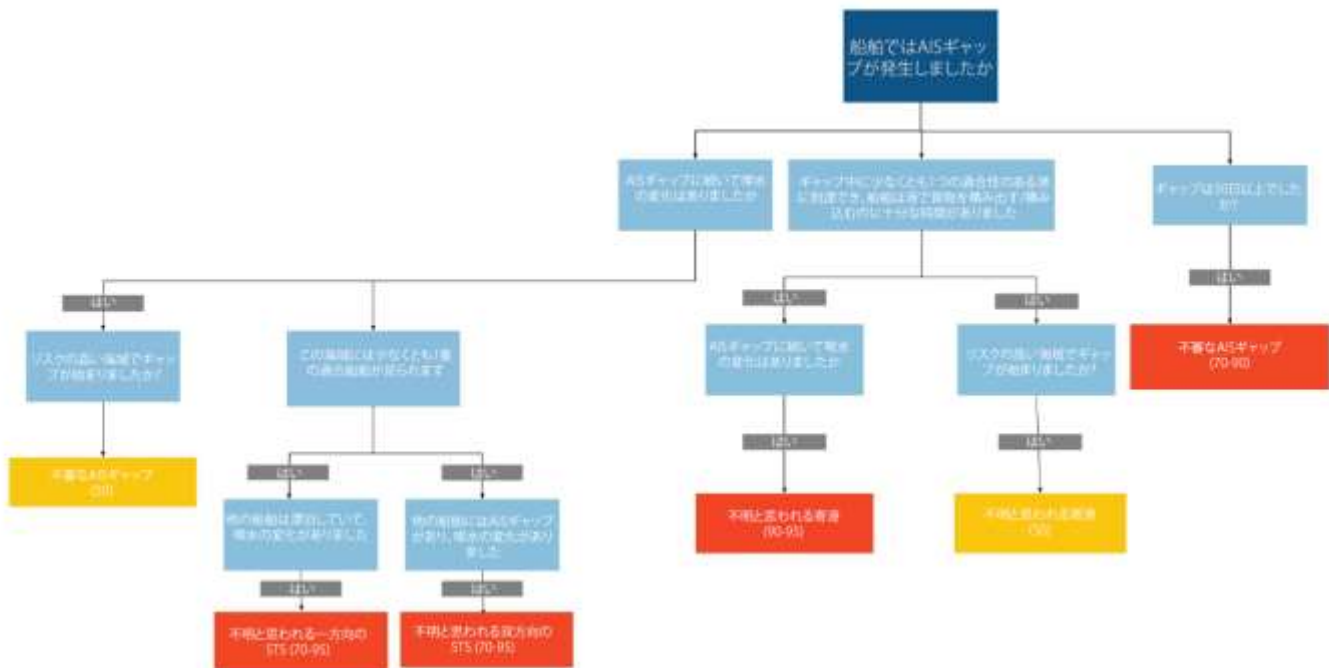 船舶ではAISギャッ
プが発生しましたか
AISギャップに続いて喫水
の変化はありましたか
ギャップ中に少なくとも1つの適合性のある港
に到達でき、船舶は港で貨物を積み出す/積み
込むのに十分な時間がありました
ギャップは30日以上でした
か?
はい
はい
はい
はい
リスクの高い海域でギャッ
プが始まりましたか?
この海域には少なくとも1隻
の適合船舶が見られます
AISギャップに続いて喫水
の変化はありましたか
リスクの高い海域でギャッ
プが始まりましたか?
不審なAISギャップ
(70-90)
はい
はい
はい
はい
不審なAISギャップ
(50)
他の船舶は漂泊していて、
喫水の変化がありました
他の船舶にはAISギャップ
があり、喫水の変化があり
ました
不明と思われる寄港
(90-95)
不明と思われる寄港
はい
はい
不明と思われる一方向の
STS (70-95)
不明と思われる双方向の
STS (70-95)